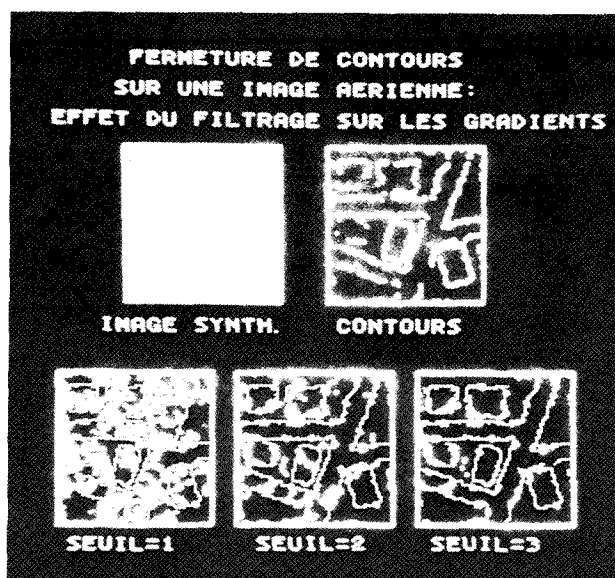 FERMETURE DE CONTOURS
SUR UNE IMAGE AERIENNE:
EFFET DU FILTRAGE SUR LES GRADIENTS
IMAGE SYNTH. CONTOURS
SEUIL=1 SEUIL=2 SEUIL=3